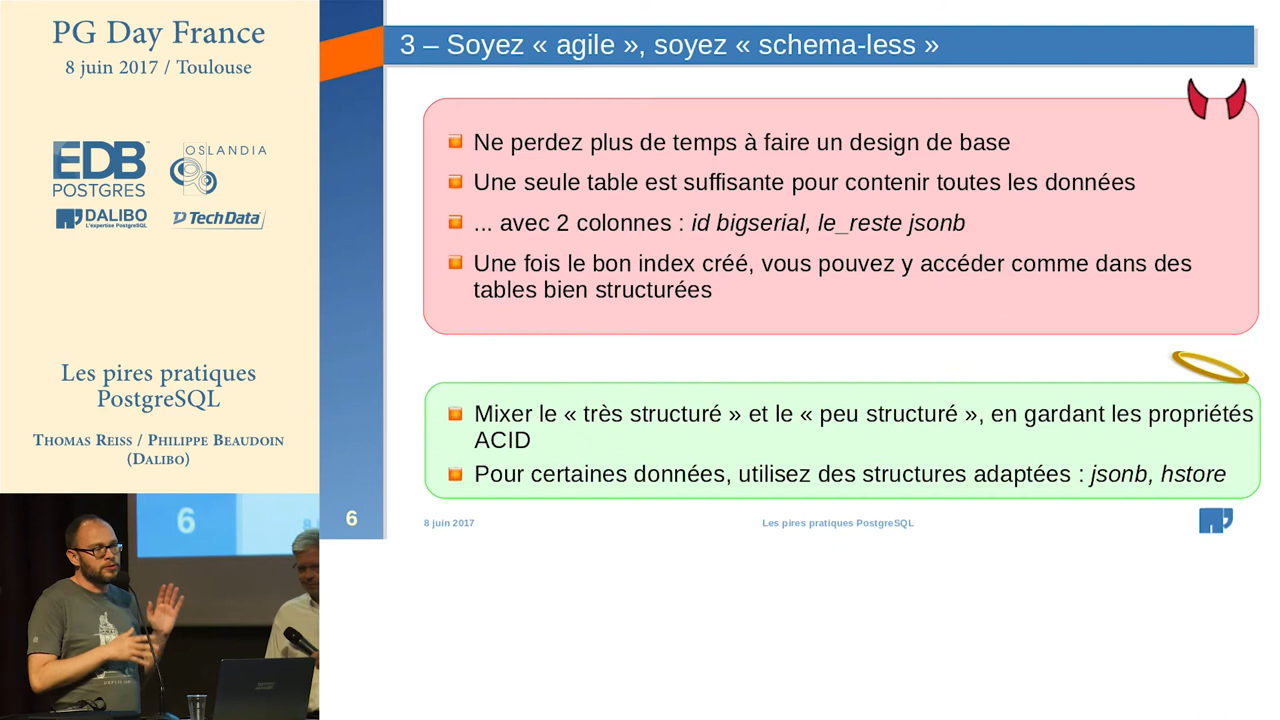 PG Day France
8 juin 2017 / Toulouse
EDB
POSTGRES
OSLANDIA
DALIBO
L'expertise PostgreSQL
TechData
Les pires pratiques
PostgreSQL
Thomas Reiss / Philippe Beaudoin
(Dalibo)
6
3 – Soyez « agile », soyez « schema-less »
Ne perdez plus de temps à faire un design de base
Une seule table est suffisante pour contenir toutes les données
... avec 2 colonnes : id bigserial, le_reste jsonb
Une fois le bon index créé, vous pouvez y accéder comme dans des
tables bien structurées
Mixer le « très structuré » et le « peu structuré », en gardant les propriétés
ACID
Pour certaines données, utilisez des structures adaptées : jsonb, hstore
6
8 juin 2017
Les pires pratiques PostgreSQL